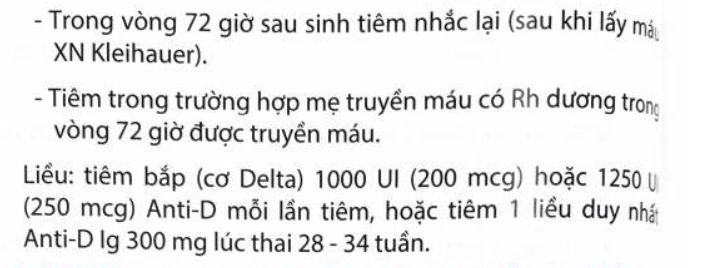 - Trong vòng 72 giờ sau sinh tiêm nhắc lại (sau khi lấy máu
XN Kleihauer).
- Tiêm trong trường hợp mẹ truyền máu có Rh dương trong
vòng 72 giờ được truyền máu.
Liều: tiêm bắp (cơ Delta) 1000 UI (200 mcg) hoặc 1250 U
(250 mcg) Anti-D mỗi lần tiêm, hoặc tiêm 1 liều duy nhất
Anti-D Ig 300 mg lúc thai 28 - 34 tuần.